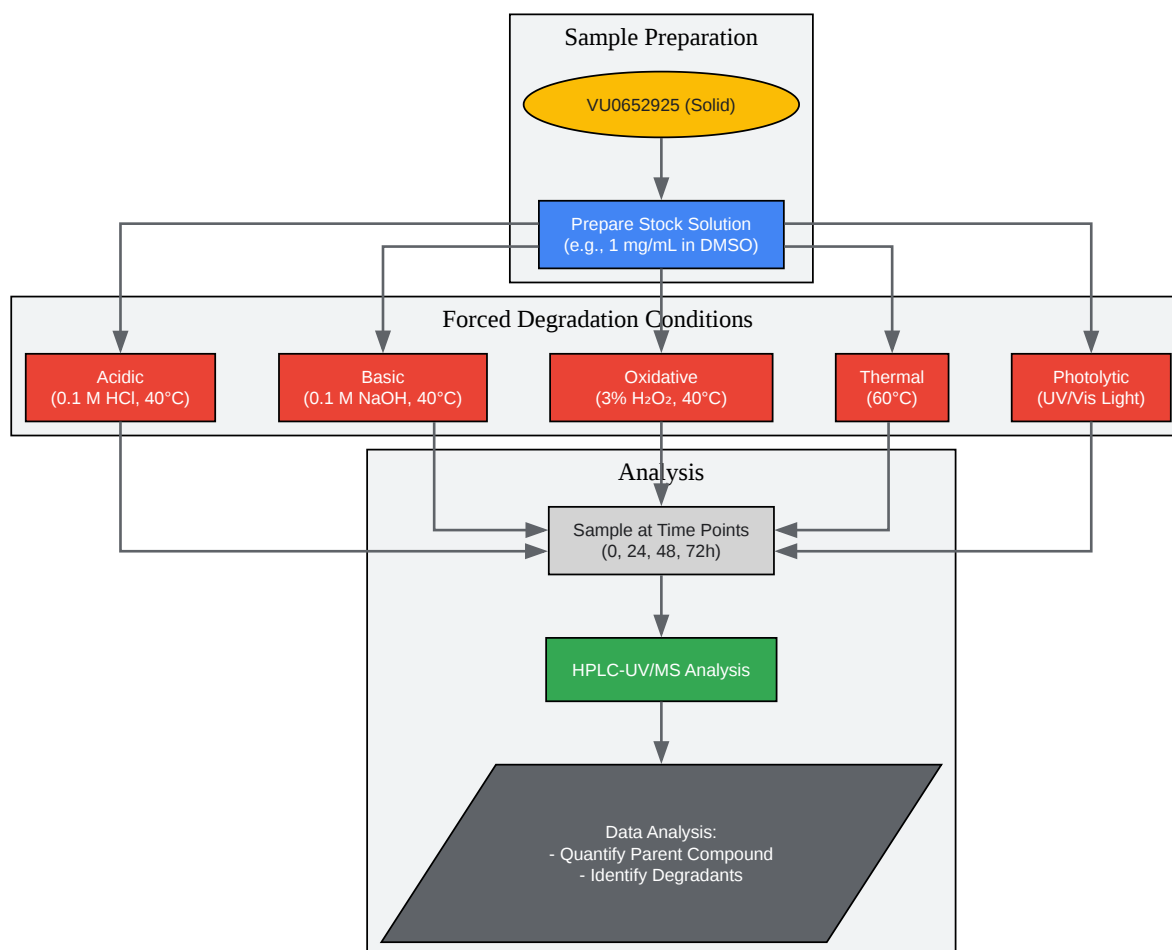 Sample Preparation
VU0652925 (Solid)
Prepare Stock Solution
(e.g., 1 mg/mL in DMSO)
Forced Degradation Conditions
Acidic
(0.1 M HCl, 40°C)
Basic
(0.1 M NaOH, 40°C)
Oxidative
(3% H₂O₂, 40°C)
Thermal
(60°C)
Photolytic
(UV/Vis Light)
Analysis
Sample at Time Points
(0, 24, 48, 72h)
HPLC-UV/MS Analysis
Data Analysis:
- Quantify Parent Compound
- Identify Degradants